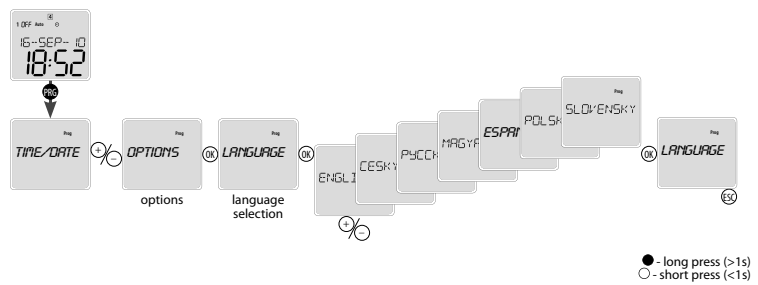 4
1 OFF Auto
16--SEP-- 10
18:52
PRG
Prog
TIME/DATE
+/−
Prog
OPTIONS
options
OK
Prog
LANGUAGE
language
selection
OK
ENGLI
+/−
CESKY
РУССК
MAGYA
ESPA
POLSK
Prog
SLOVENSKY
OK
Prog
LANGUAGE
ESC
- long press (>1s)
- short press (<1s)